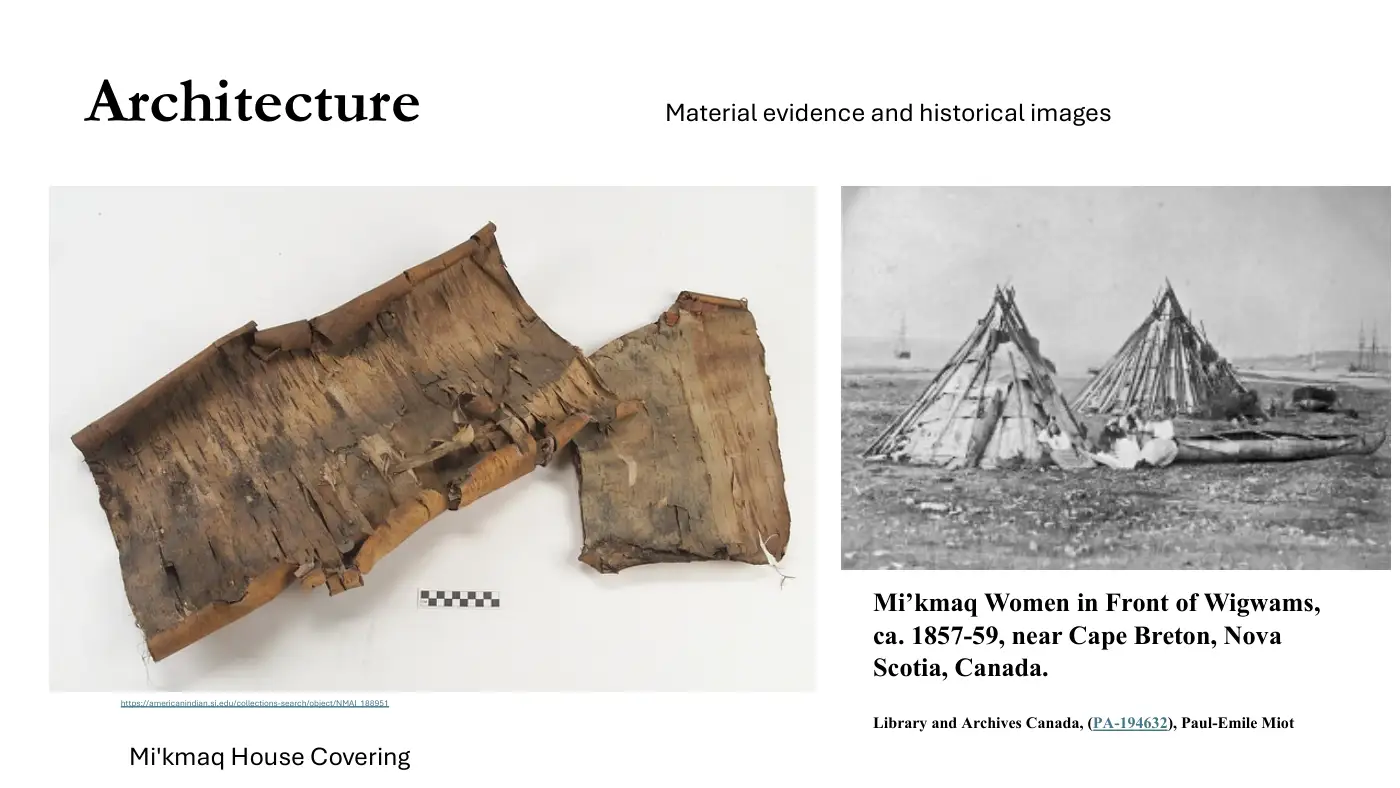 Architecture
Material evidence and historical images
https://americanindian.si.edu/collections-search/object/NMAI_188951
Mi'kmaq House Covering
Mi’kmaq Women in Front of Wigwams,
ca. 1857-59, near Cape Breton, Nova
Scotia, Canada.
Library and Archives Canada, (PA-194632), Paul-Emile Miot